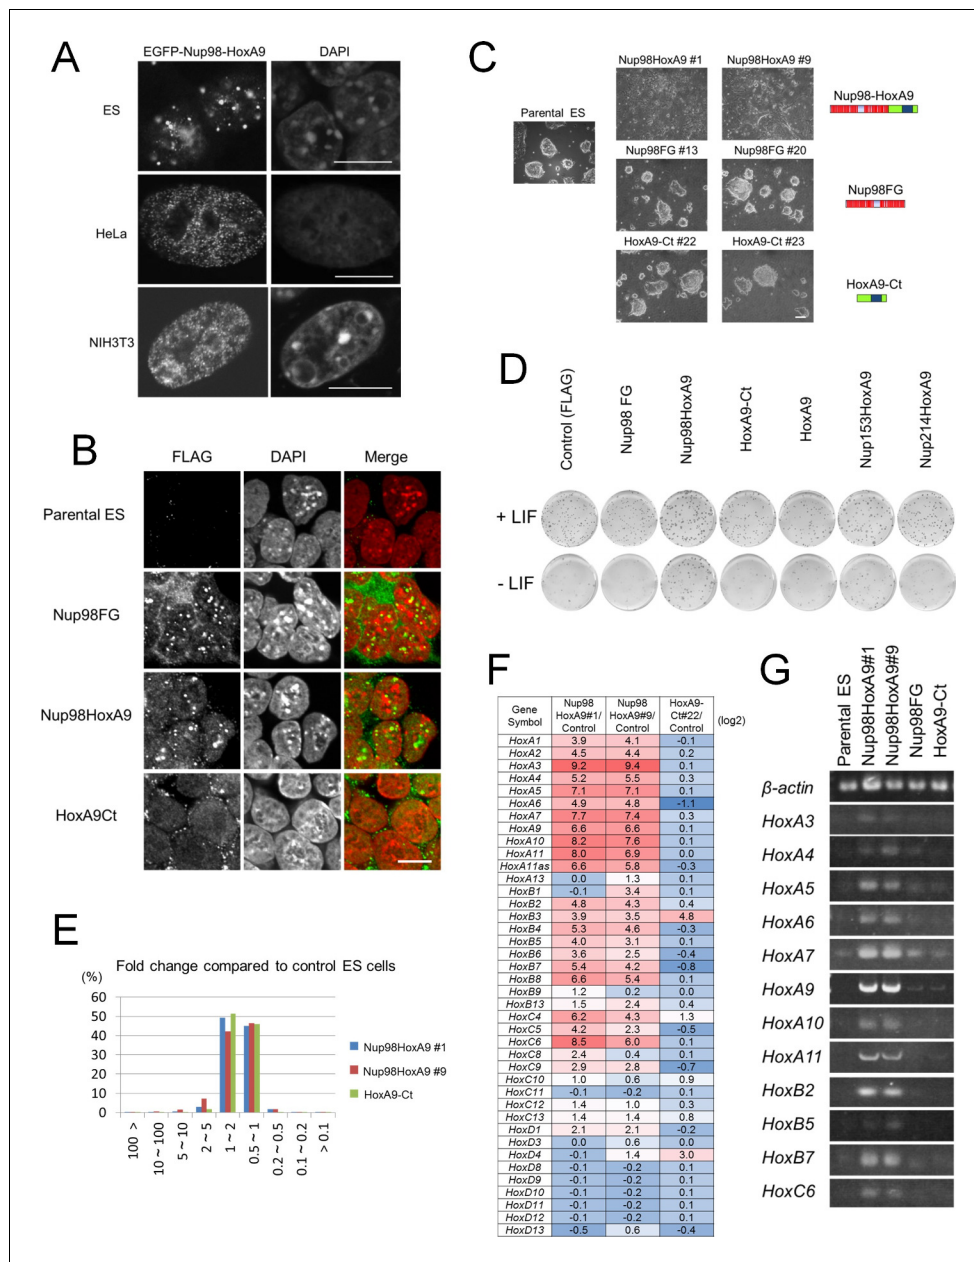 A
EGFP-Nup98-HoxA9 DAPI
ES
HeLa
NIH3T3
B
FLAG DAPI Merge
Parental ES
Nup98FG
Nup98HoxA9
HoxA9Ct
C
Parental ES
Nup98HoxA9 #1 Nup98HoxA9 #9
Nup98FG #13 Nup98FG #20
HoxA9-Ct #22 HoxA9-Ct #23
Nup98-HoxA9
Nup98FG
HoxA9-Ct
D
Control (FLAG) Nup98 FG Nup98HoxA9 HoxA9-Ct HoxA9 Nup153HoxA9 Nup214HoxA9
+ LIF
- LIF
E
Fold change compared to control ES cells
(%)
60
50
40
30
20
10
0
100 > 10 ~ 100 5 ~ 10 2 ~ 5 1 ~ 2 0.5 ~ 1 0.2 ~ 0.5 0.1 ~ 0.2 > 0.1
Nup98HoxA9 #1
Nup98HoxA9 #9
HoxA9-Ct
F
Gene Symbol Nup98 HoxA9#1/ Control Nup98 HoxA9#9/ Control HoxA9-Ct#22/ Control (log2)
HoxA1 3.9 4.1 -0.1
HoxA2 4.5 4.4 0.2
HoxA3 9.2 9.4 0.1
HoxA4 5.2 5.5 0.3
HoxA5 7.1 7.1 0.1
HoxA6 4.9 4.8 -1.1
HoxA7 7.7 7.4 0.3
HoxA9 6.6 6.6 0.1
HoxA10 8.2 7.6 0.1
HoxA11 8.0 6.9 0.0
HoxA11as 6.6 5.8 -0.3
HoxA13 0.0 1.3 0.1
HoxB1 -0.1 3.4 0.1
HoxB2 4.8 4.3 0.4
HoxB3 3.9 3.5 4.8
HoxB4 5.3 4.6 -0.3
HoxB5 4.0 3.1 0.1
HoxB6 3.6 2.5 -0.4
HoxB7 5.4 4.2 -0.8
HoxB8 6.6 5.4 0.1
HoxB9 1.2 0.2 0.0
HoxB13 1.5 2.4 0.4
HoxC4 6.2 4.3 1.3
HoxC5 4.2 2.3 -0.5
HoxC6 8.5 6.0 0.1
HoxC8 2.4 0.4 0.1
HoxC9 2.9 2.8 -0.7
HoxC10 1.0 0.6 0.9
HoxC11 -0.1 -0.2 0.1
HoxC12 1.4 1.0 0.3
HoxC13 1.4 1.4 0.8
HoxD1 2.1 2.1 -0.2
HoxD3 0.0 0.6 0.0
HoxD4 -0.1 1.4 3.0
HoxD8 -0.1 -0.2 0.1
HoxD9 -0.1 -0.2 0.1
HoxD10 -0.1 -0.2 0.1
HoxD11 -0.1 -0.2 0.1
HoxD12 -0.1 -0.2 0.1
HoxD13 -0.5 0.6 -0.4
G
Parental ES Nup98HoxA9#1 Nup98HoxA9#9 Nup98FG HoxA9-Ct
β-actin
HoxA3
HoxA4
HoxA5
HoxA6
HoxA7
HoxA9
HoxA10
HoxA11
HoxB2
HoxB5
HoxB7
HoxC6